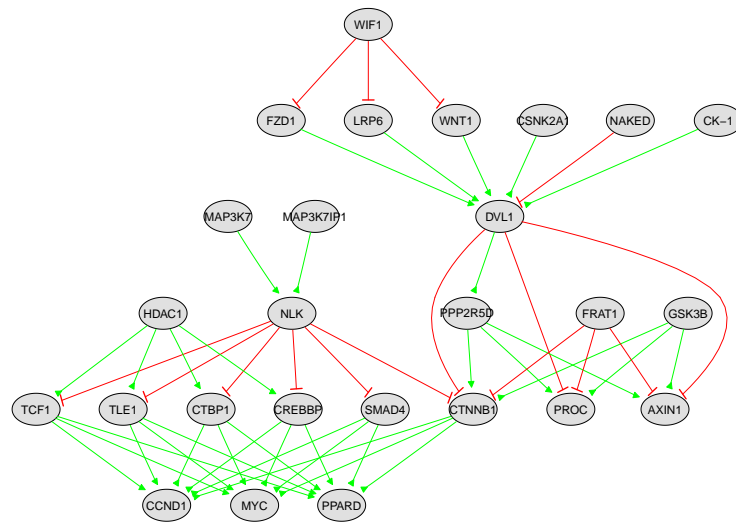 WIF1
FZD1 LRP6 WNT1 CSNK2A1 NAKED CK−1
MAP3K7 MAP3K7IP1 DVL1
HDAC1 NLK PPP2R5D FRAT1 GSK3B
TCF1 TLE1 CTBP1 CREBBP SMAD4 CTNNB1 PROC AXIN1
CCND1 MYC PPARD